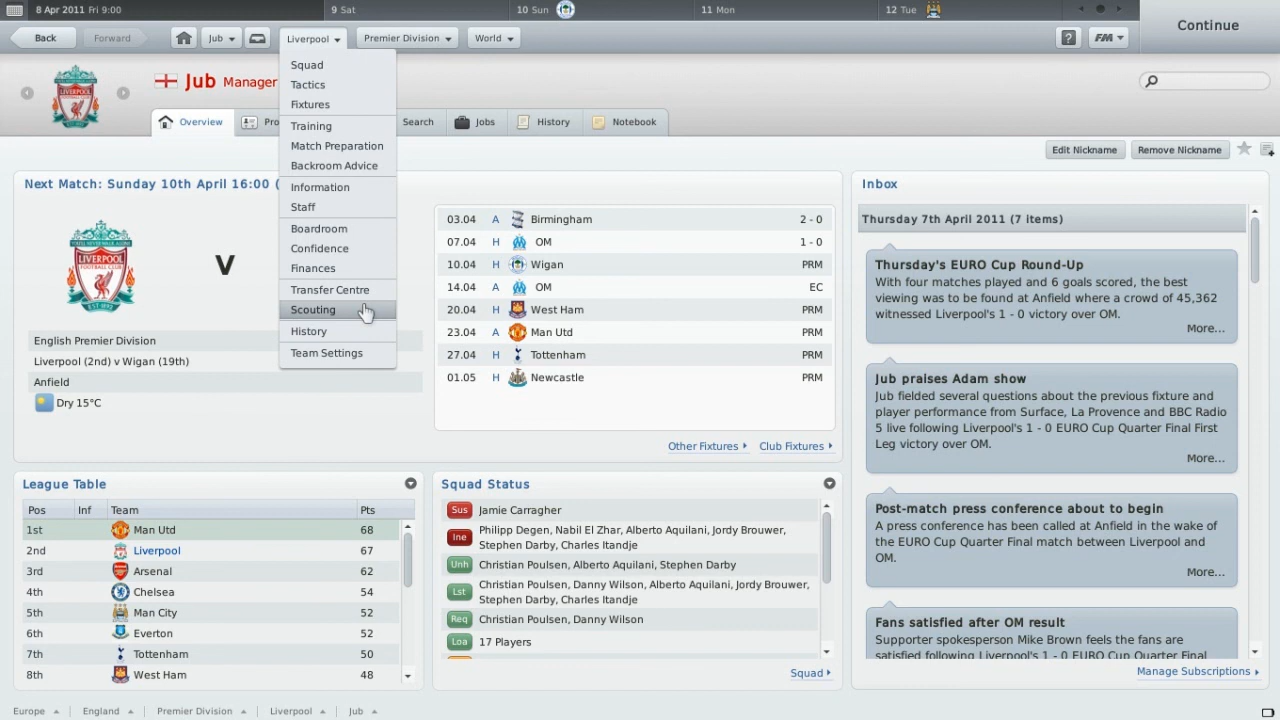 8 Apr 2011 Fri 9:00
9 Sat
10 Sun
11 Mon
12 Tue
Continue
Back
Forward
Jub
Liverpool
Premier Division
World
?
FM
Squad
Tactics
Fixtures
Training
Match Preparation
Backroom Advice
Information
Staff
Boardroom
Confidence
Finances
Transfer Centre
Scouting
History
Team Settings
Jub Manager
Overview
Pro
Search
Jobs
History
Notebook
Edit Nickname
Remove Nickname
Next Match: Sunday 10th April 16:00 (
V
English Premier Division
Liverpool (2nd) v Wigan (19th)
Anfield
Dry 15°C
03.04 A Birmingham 2 - 0
07.04 H OM 1 - 0
10.04 H Wigan PRM
14.04 A OM EC
20.04 H West Ham PRM
23.04 A Man Utd PRM
27.04 H Tottenham PRM
01.05 H Newcastle PRM
Other Fixtures
Club Fixtures
League Table
Pos Inf Team Pts
1st Man Utd 68
2nd Liverpool 67
3rd Arsenal 62
4th Chelsea 54
5th Man City 52
6th Everton 52
7th Tottenham 50
8th West Ham 48
Squad Status
Sus Jamie Carragher
Ine Philipp Degen, Nabil El Zhar, Alberto Aquilani, Jordy Brouwer,
Stephen Darby, Charles Itandje
Unh Christian Poulsen, Alberto Aquilani, Stephen Darby
Lst Christian Poulsen, Danny Wilson, Alberto Aquilani, Jordy Brouwer,
Stephen Darby, Charles Itandje
Req Christian Poulsen, Danny Wilson
Loa 17 Players
Squad
Inbox
Thursday 7th April 2011 (7 items)
Thursday's EURO Cup Round-Up
With four matches played and 6 goals scored, the best
viewing was to be found at Anfield where a crowd of 45,362
witnessed Liverpool's 1 - 0 victory over OM.
More...
Jub praises Adam show
Jub fielded several questions about the previous fixture and
player performance from Surface, La Provence and BBC Radio
5 live following Liverpool's 1 - 0 EURO Cup Quarter Final First
Leg victory over OM.
More...
Post-match press conference about to begin
A press conference has been called at Anfield in the wake of
the EURO Cup Quarter Final match between Liverpool and
OM.
More...
Fans satisfied after OM result
Supporter spokesperson Mike Brown feels the fans are
satisfied following Liverpool's 1 - 0 EURO Cup Quarter Final
Manage Subscriptions
Europe
England
Premier Division
Liverpool
Jub